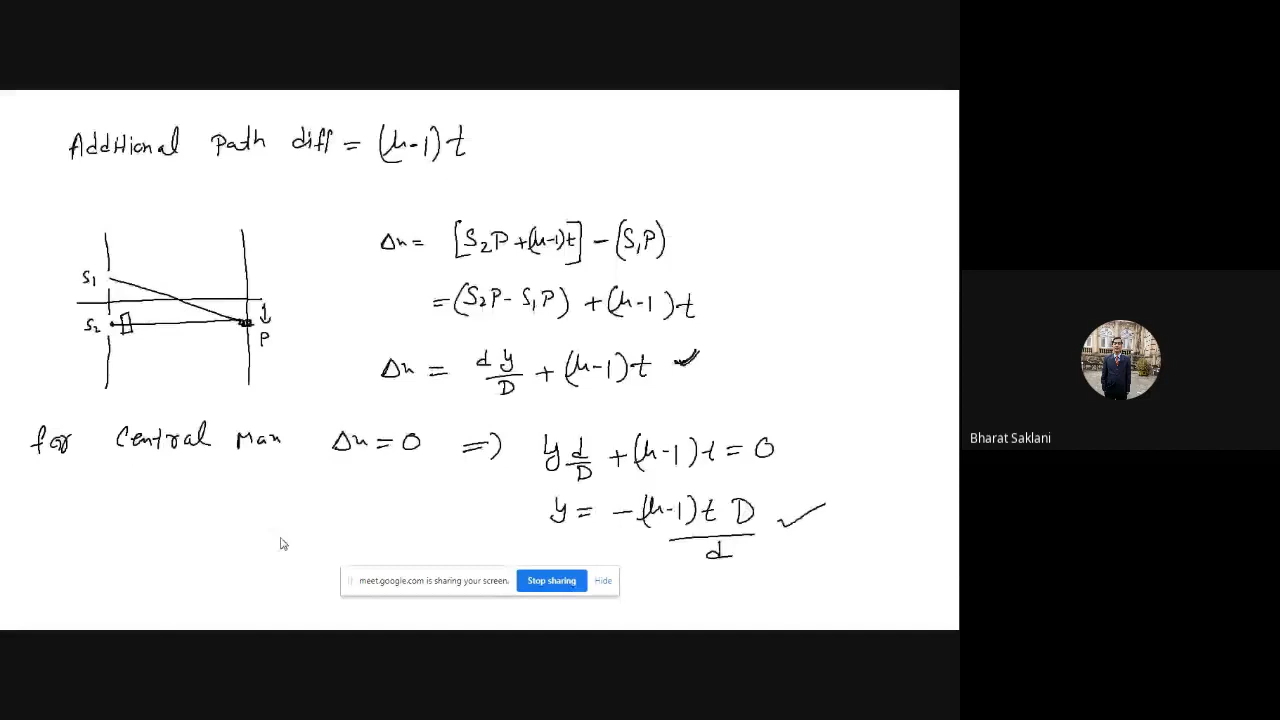 Additional Path diff = (μ-1)t
Δx = [S₂P + (μ-1)t] - (S₁P)
= (S₂P - S₁P) + (μ-1)t
S₁
S₂
P
Δx = dy/D + (μ-1)t ✓
for Central Max Δx = 0 => y d/D + (μ-1)t = 0
y = -(μ-1)t D/d ✓
meet.google.com is sharing your screen.
Stop sharing
Hide
Bharat Saklani